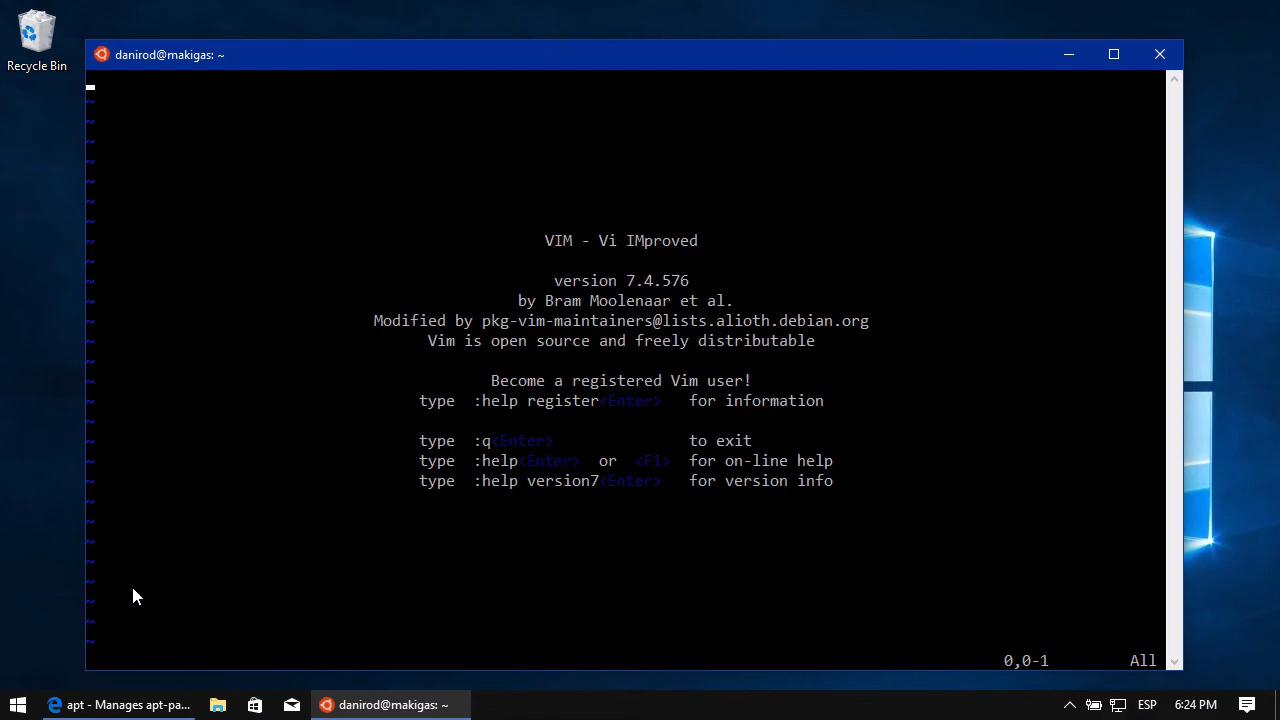 Recycle Bin
danirod@makigas: ~
~
~
~
~
~
~
~
VIM - Vi IMproved
~
~
version 7.4.576
~
by Bram Moolenaar et al.
~
Modified by pkg-vim-maintainers@lists.alioth.debian.org
~
Vim is open source and freely distributable
~
~
Become a registered Vim user!
~
type :help register<Enter> for information
~
~
type :q<Enter> to exit
~
type :help<Enter> or <F1> for on-line help
~
type :help version7<Enter> for version info
~
~
~
~
~
~
~
~
0,0-1 All
apt - Manages apt-pa...
danirod@makigas: ~
ESP
6:24 PM